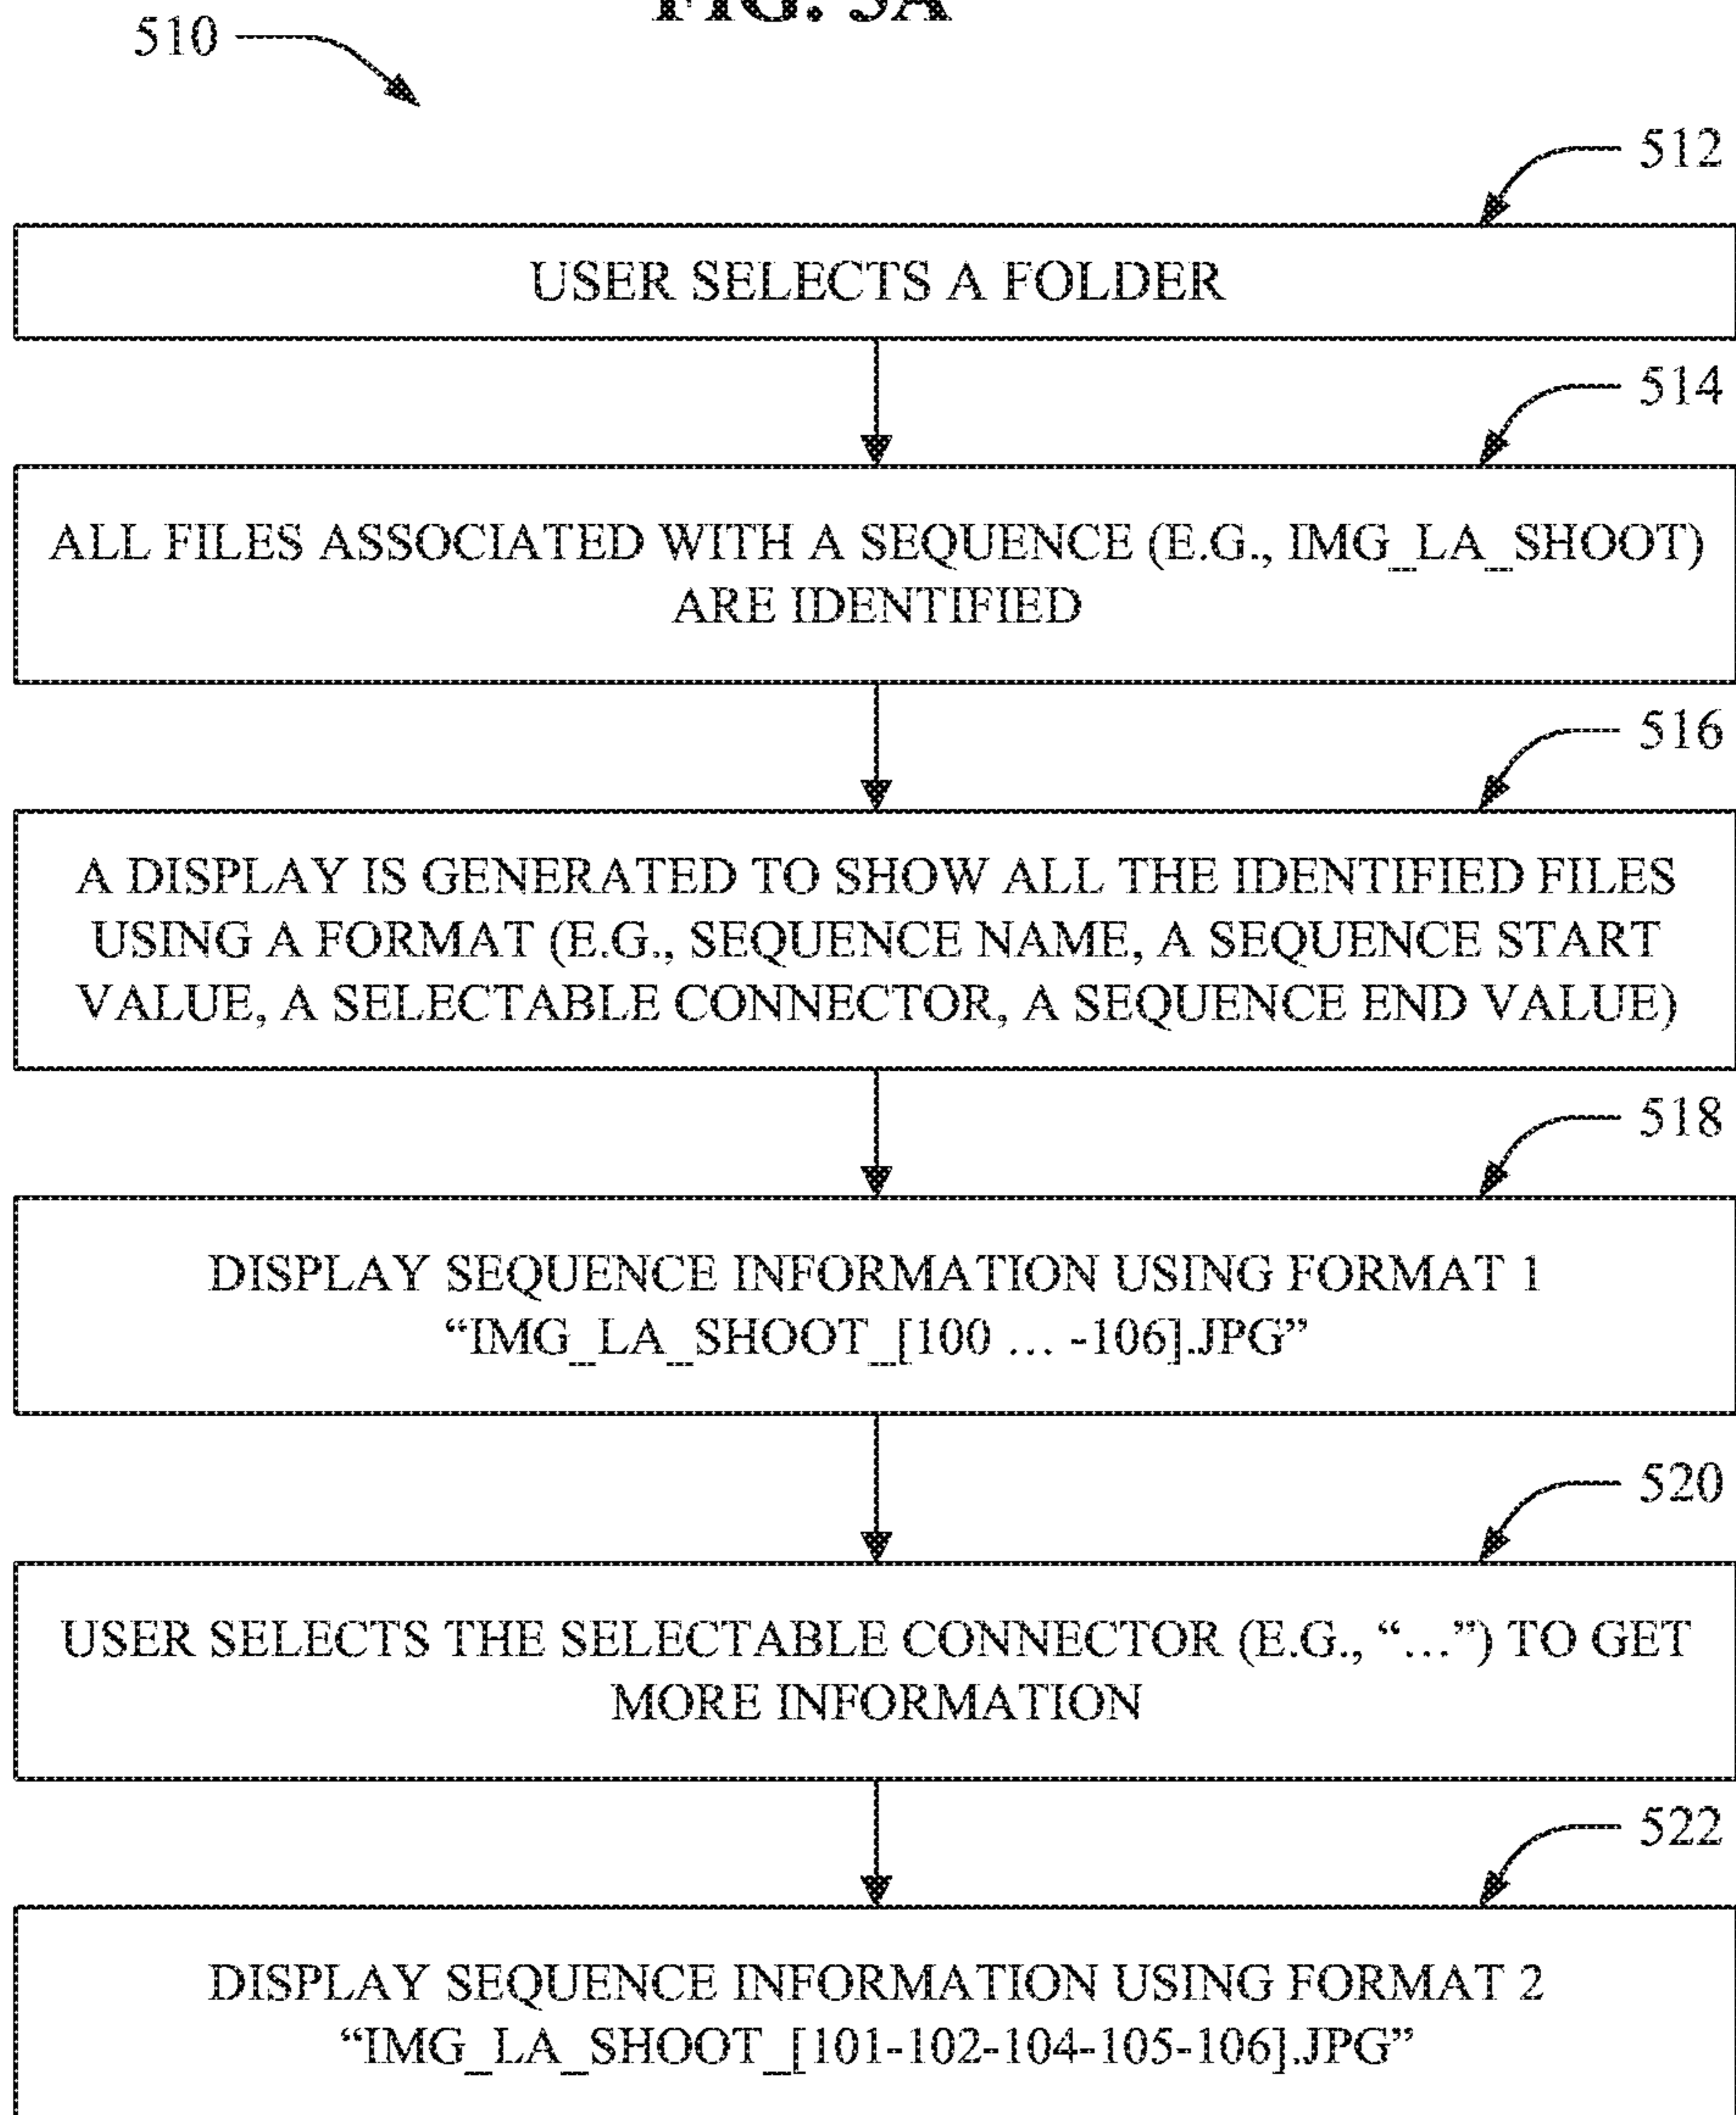 510
512
USER SELECTS A FOLDER
514
ALL FILES ASSOCIATED WITH A SEQUENCE (E.G., IMG_LA_SHOOT)
ARE IDENTIFIED
516
A DISPLAY IS GENERATED TO SHOW ALL THE IDENTIFIED FILES
USING A FORMAT (E.G., SEQUENCE NAME, A SEQUENCE START
VALUE, A SELECTABLE CONNECTOR, A SEQUENCE END VALUE)
518
DISPLAY SEQUENCE INFORMATION USING FORMAT 1
“IMG_LA_SHOOT_[100 ... -106].JPG”
520
USER SELECTS THE SELECTABLE CONNECTOR (E.G., “...”) TO GET
MORE INFORMATION
522
DISPLAY SEQUENCE INFORMATION USING FORMAT 2
“IMG_LA_SHOOT_[101-102-104-105-106].JPG”